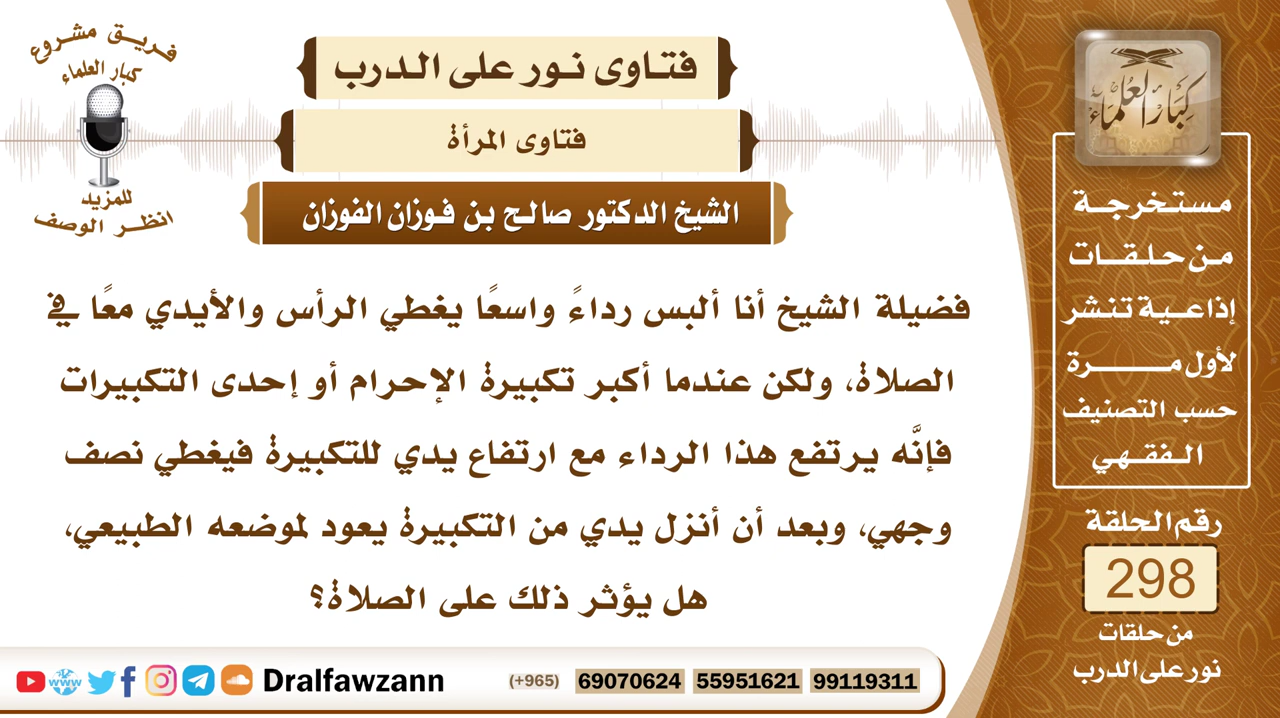 فريق مشروع
كبار العلماء
للمزيد
انظر الوصف
فتاوى نور على الدرب
فتاوى المرأة
الشيخ الدكتور صالح بن فوزان الفوزان
فضيلة الشيخ أنا ألبس رداءً واسعًا يغطي الرأس والأيدي معًا في
الصلاة، ولكن عندما أكبر تكبيرة الإحرام أو إحدى التكبيرات
فإنَّه يرتفع هذا الرداء مع ارتفاع يدي للتكبيرة فيغطي نصف
وجهي، وبعد أن أنزل يدي من التكبيرة يعود لموضعه الطبيعي،
هل يؤثر ذلك على الصلاة؟
كبار العلماء
مستخرجة
من حلقات
إذاعية تنشر
لأول مرة
حسب التصنيف
الفقهي
رقم الحلقة
298
من حلقات
نور على الدرب
www Dralfawzann (+965) 69070624 55951621 99119311